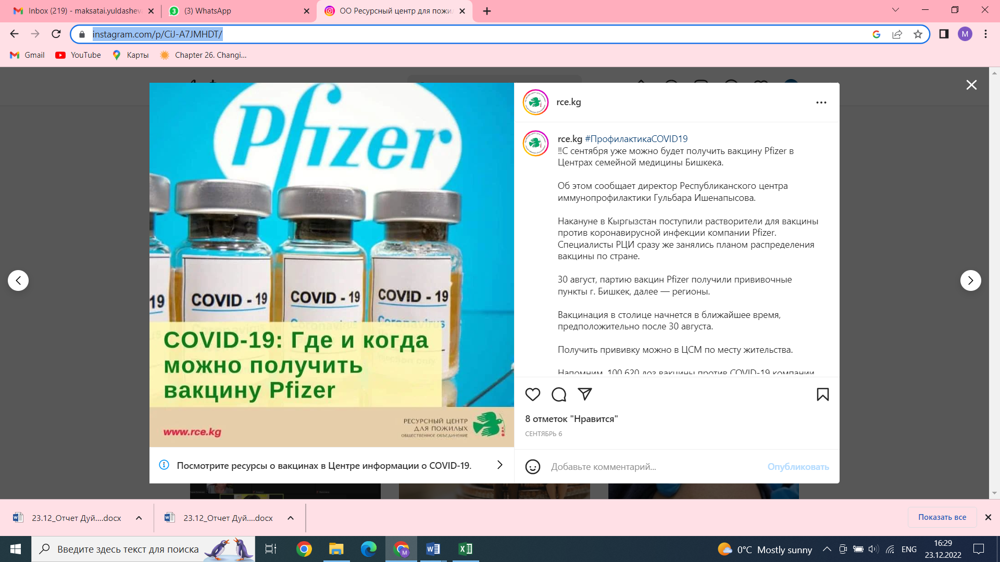 Inbox (219) - maksatai.yuldashev
(3) WhatsApp
ОО Ресурсный центр для пожи
instagram.com/p/CiJ-A7JMHDT/
M
Gmail
YouTube
Карты
Chapter 26. Changi...
Pfizer
19
COVID - 19
COVID - 19
COVID - 19
Coronavirus
COVID-19: Где и когда
можно получить
вакцину Pfizer
www.rce.kg
РЕСУРСНЫЙ ЦЕНТР
ДЛЯ ПОЖИЛЫХ
ОБЩЕСТВЕННОЕ ОБЪЕДИНЕНИЕ
Посмотрите ресурсы о вакцинах в Центре информации о COVID-19.
rce.kg
rce.kg #ПрофилактикаCOVID19
‼С сентября уже можно будет получить вакцину Pfizer в
Центрах семейной медицины Бишкека.
Об этом сообщает директор Республиканского центра
иммунопрофилактики Гульбара Ишенапысова.
Накануне в Кыргызстан поступили растворители для вакцины
против коронавирусной инфекции компании Pfizer.
Специалисты РЦИ сразу же занялись планом распределения
вакцины по стране.
30 август, партию вакцин Pfizer получили прививочные
пункты г. Бишкек, далее — регионы.
Вакцинация в столице начнется в ближайшее время,
предположительно после 30 августа.
Получить прививку можно в ЦСМ по месту жительства.
Напомним, 100 620 доз вакцины против COVID-19 компании
8 отметок "Нравится"
СЕНТЯБРЬ 6
Добавьте комментарий...
Опубликовать
23.12_Отчет Дуй....docx
23.12_Отчет Дуй....docx
Показать все
Введите здесь текст для поиска
0°C Mostly sunny
ENG
16:29
23.12.2022